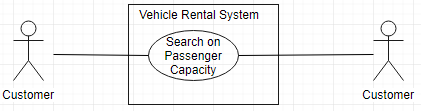 Vehicle Rental System
Search on
Passenger
Capacity
Customer
Customer